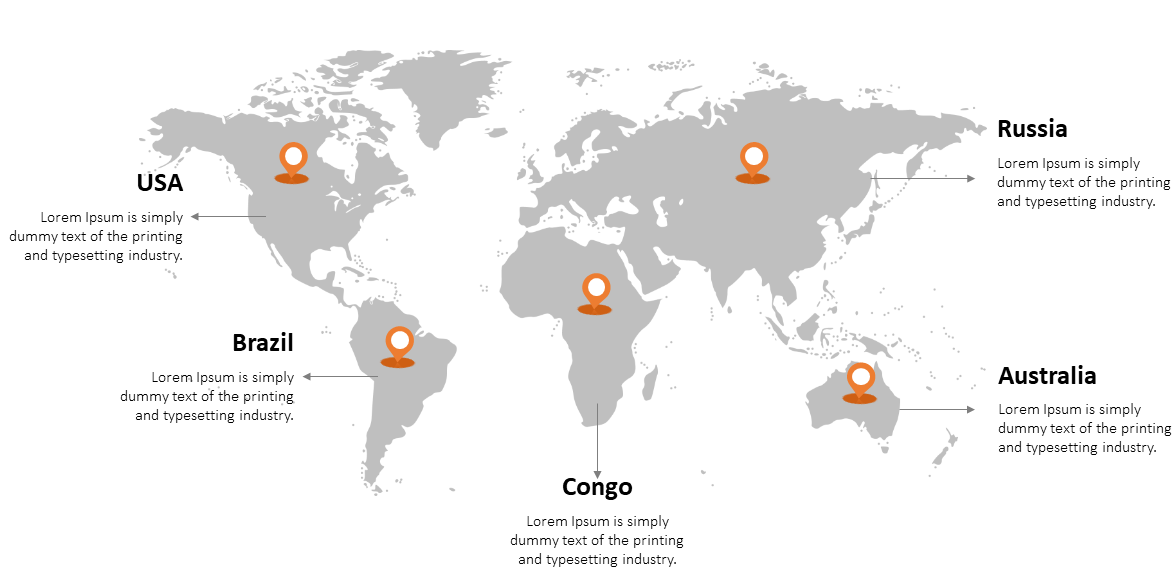 USA
Lorem Ipsum is simply
dummy text of the printing
and typesetting industry.
Brazil
Lorem Ipsum is simply
dummy text of the printing
and typesetting industry.
Congo
Lorem Ipsum is simply
dummy text of the printing
and typesetting industry.
Russia
Lorem Ipsum is simply
dummy text of the printing
and typesetting industry.
Australia
Lorem Ipsum is simply
dummy text of the printing
and typesetting industry.